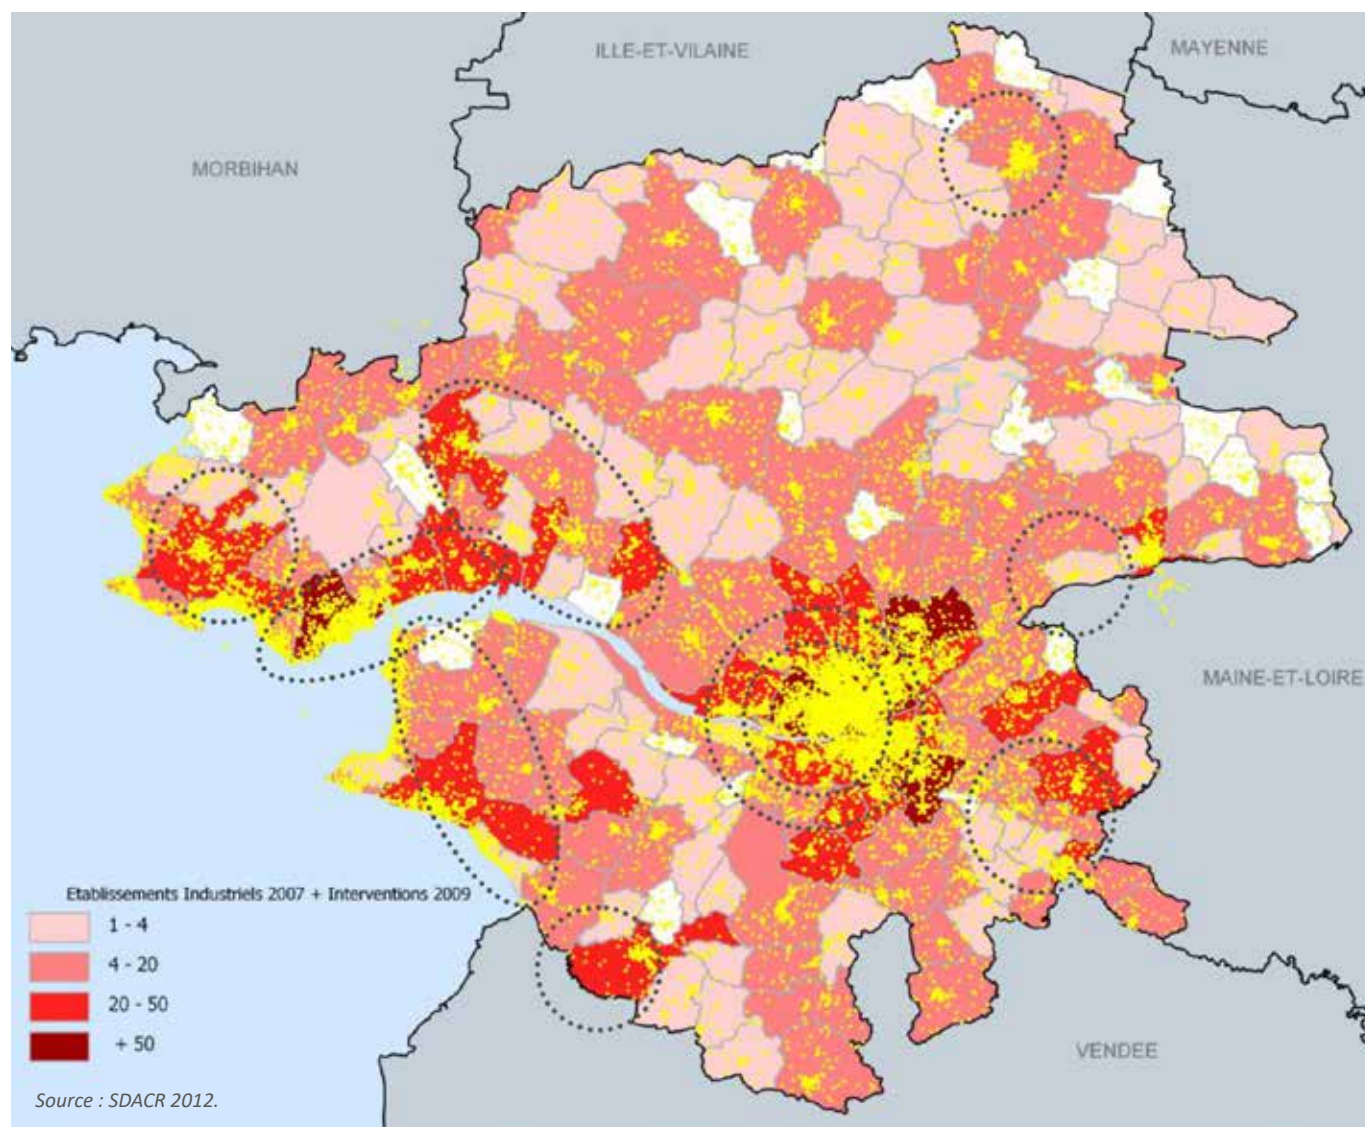 ILLE-ET-VILAINE
MAYENNE
MORBIHAN
MAINE-ET-LOIRE
Etablissements Industriels 2007 + Interventions 2009
1 - 4
4 - 20
20 - 50
+ 50
VENDEE
Source : SDACR 2012.